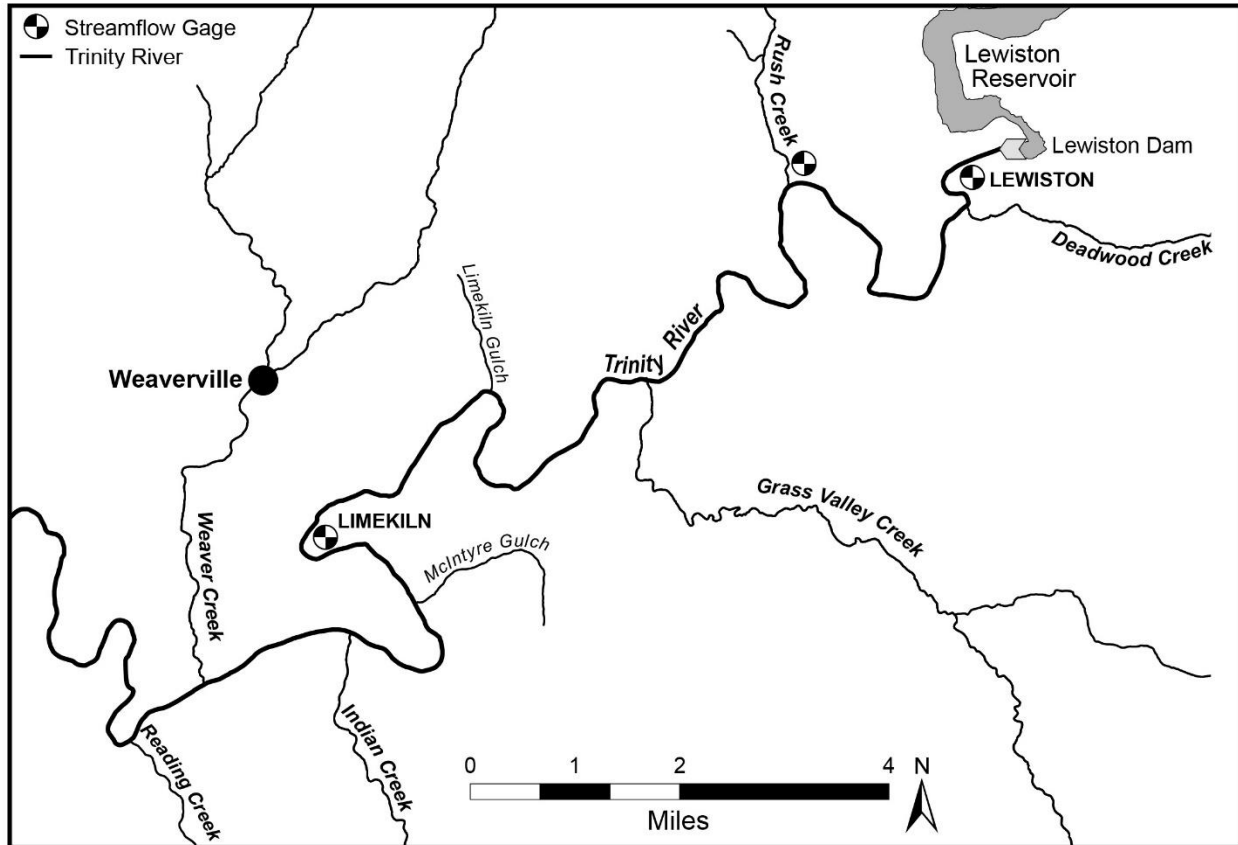 Streamflow Gage
Trinity River
Rush Creek
Lewiston
Reservoir
Lewiston Dam
LEWISTON
Deadwood Creek
Limekiln Gulch
Trinity River
Weaverville
Grass Valley Creek
LIMEKILN
McIntyre Gulch
Weaver Creek
Indian Creek
Reading Creek
0 1 2 4
Miles
N